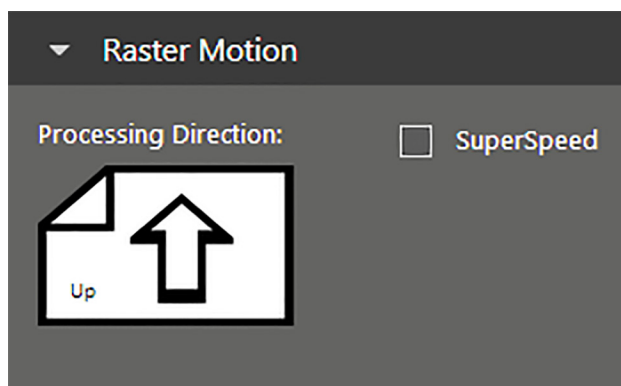 Raster Motion
Processing Direction:
SuperSpeed
Up